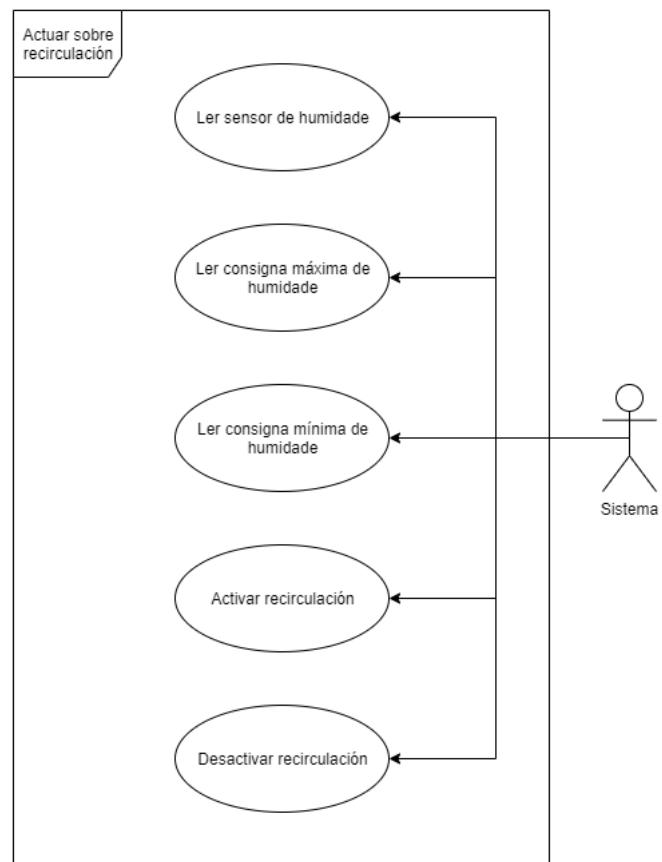 Actuar sobre
recirculación
Ler sensor de humidade
Ler consigna máxima de
humidade
Ler consigna mínima de
humidade
Sistema
Activar recirculación
Desactivar recirculación